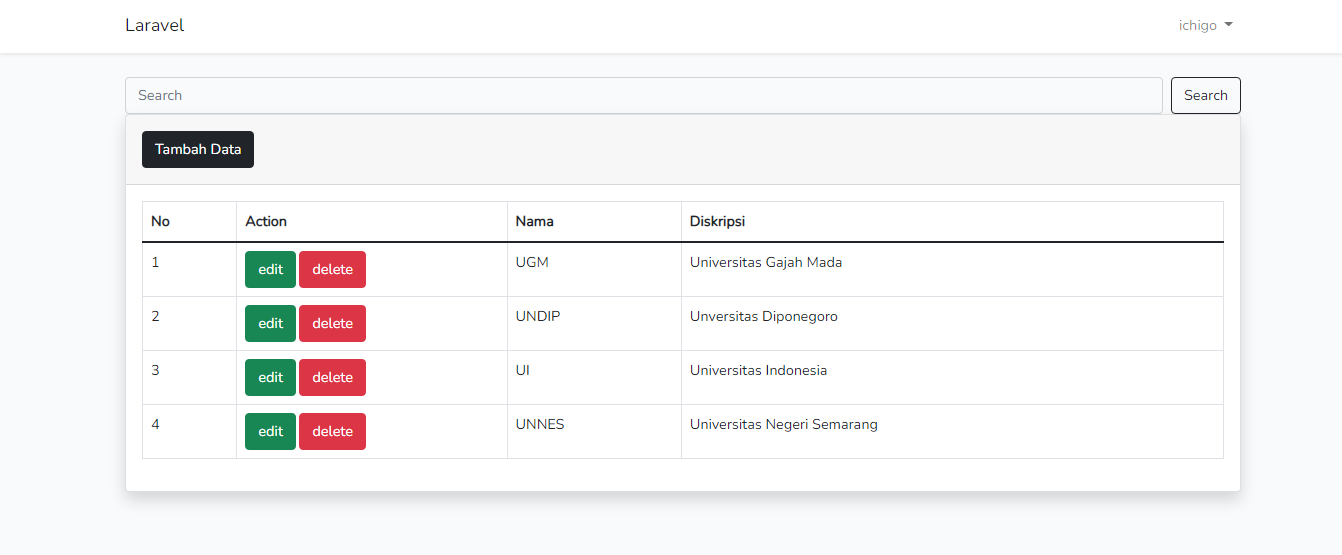 Laravel ichigo
Search Search
Tambah Data
No Action Nama Diskripsi
1 edit delete UGM Universitas Gajah Mada
2 edit delete UNDIP Unversitas Diponegoro
3 edit delete UI Universitas Indonesia
4 edit delete UNNES Universitas Negeri Semarang